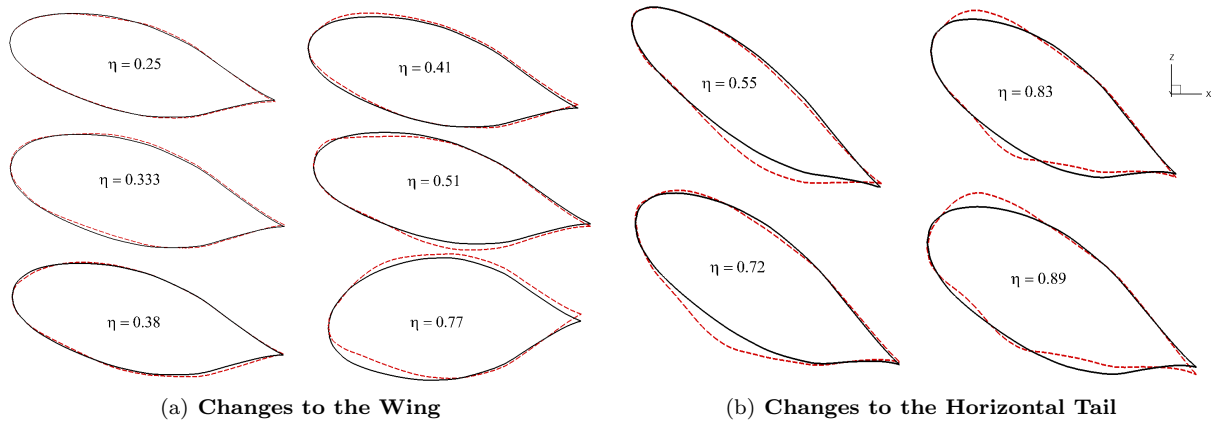 η = 0.25
η = 0.41
η = 0.333
η = 0.51
η = 0.38
η = 0.77
(a) Changes to the Wing
η = 0.55
η = 0.83
z
x
η = 0.72
η = 0.89
(b) Changes to the Horizontal Tail